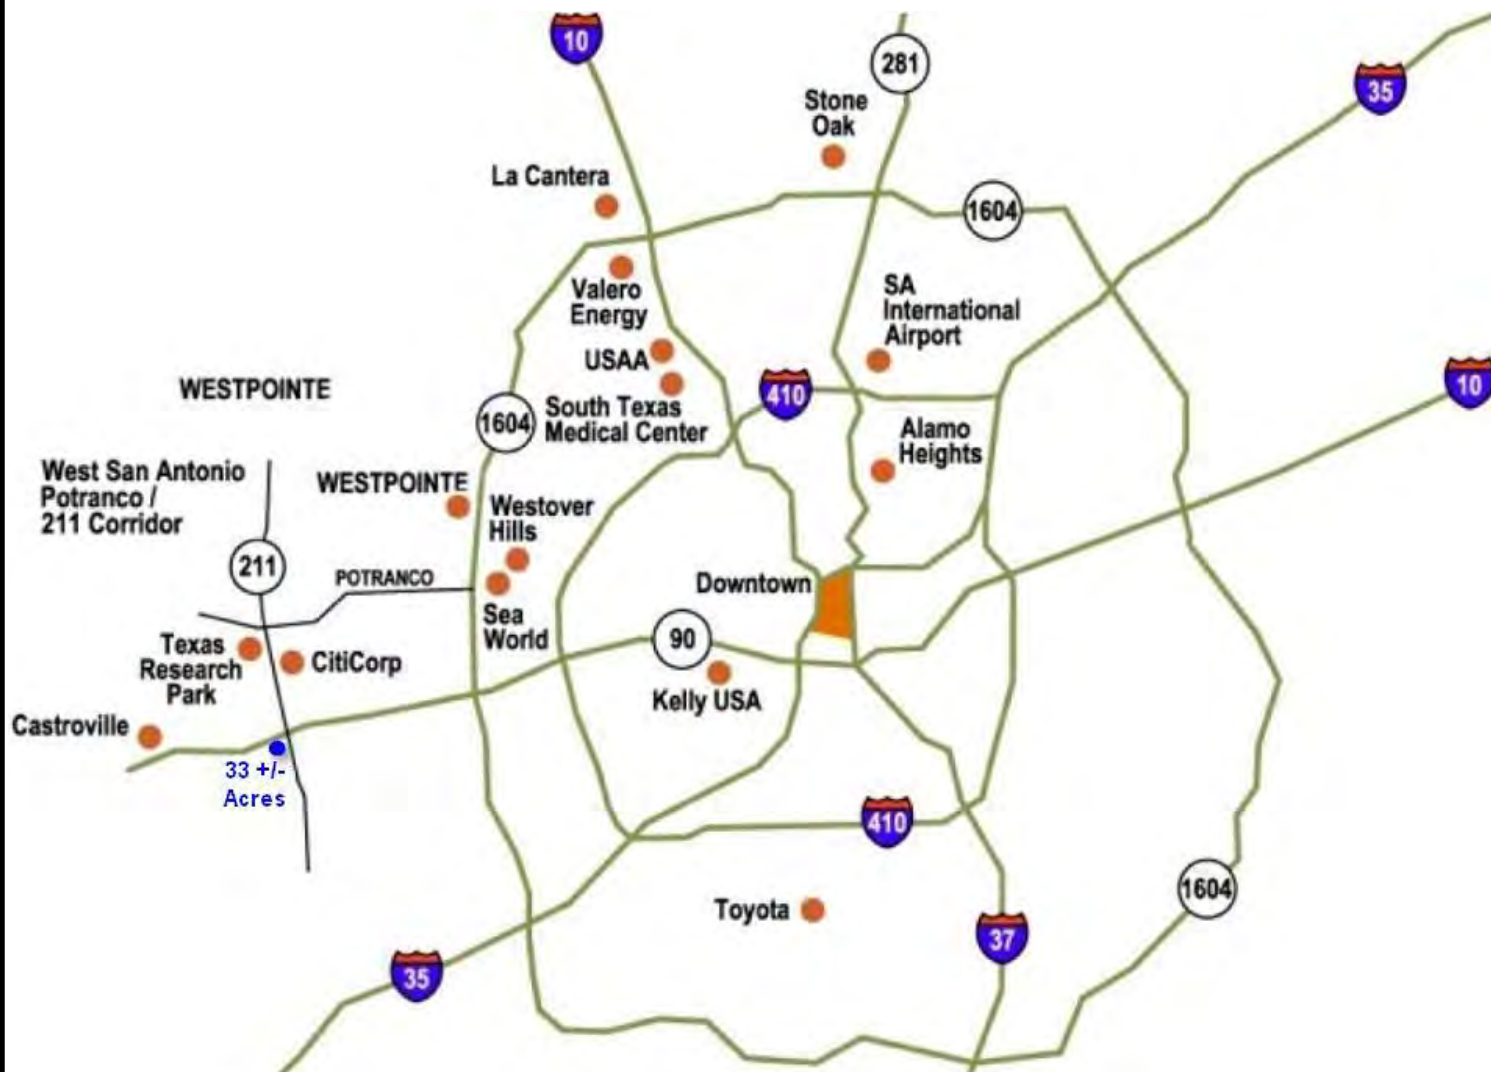 10
281
35
Stone
Oak
La Cantera
1604
Valero
Energy
SA
International
Airport
USAA
WESTPOINTE
410
10
South Texas
Medical Center
1604
Alamo
Heights
West San Antonio
Potranco /
211 Corridor
WESTPOINTE
Westover
Hills
211
POTRANCO
Downtown
Sea
World
90
Texas
Research
Park
CitiCorp
Kelly USA
Castroville
33 +/-
Acres
410
1604
Toyota
37
35